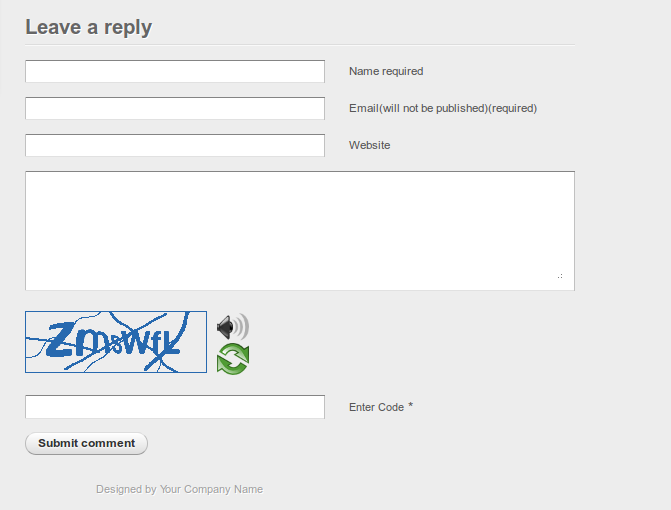 Leave a reply
Name required
Email(will not be published)(required)
Website
Enter Code *
Submit comment
Designed by Your Company Name